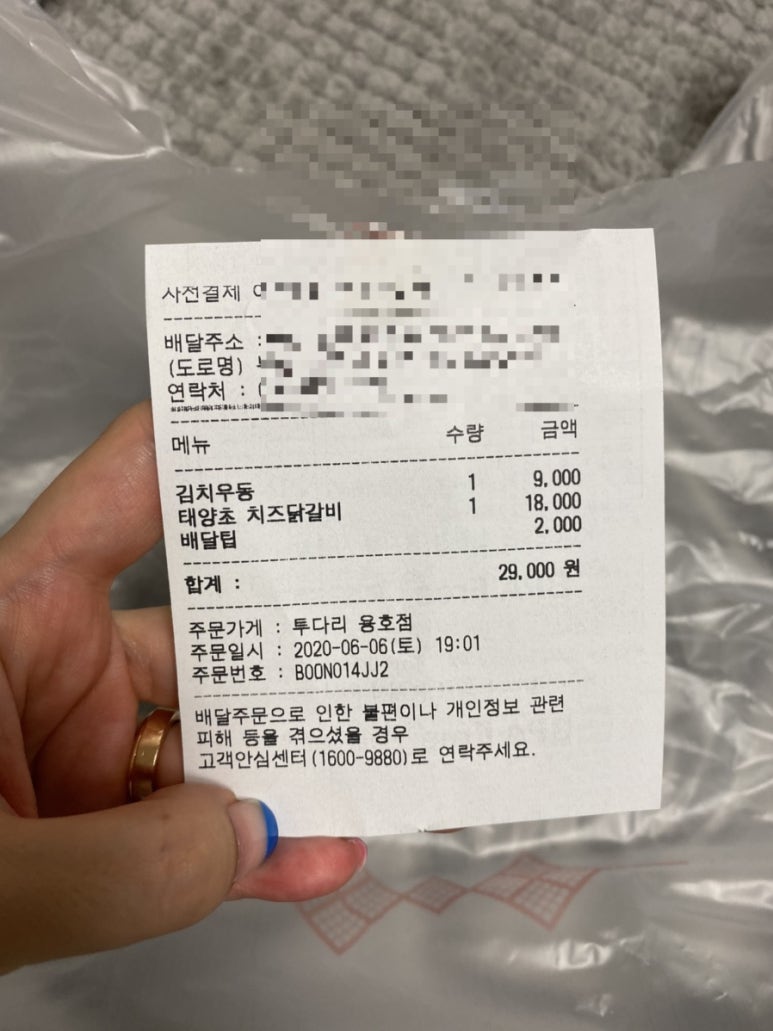 사전결제
배달주소 :
(도로명)
연락처 : (
메뉴 수량 금액
김치우동 1 9,000
태양초 치즈닭갈비 1 18,000
배달팁 2,000
합계 : 29,000 원
주문가게 : 투다리 용호점
주문일시 : 2020-06-06(토) 19:01
주문번호 : B00N014JJ2
배달주문으로 인한 불편이나 개인정보 관련
피해 등을 겪으셨을 경우
고객안심센터(1600-9880)로 연락주세요.